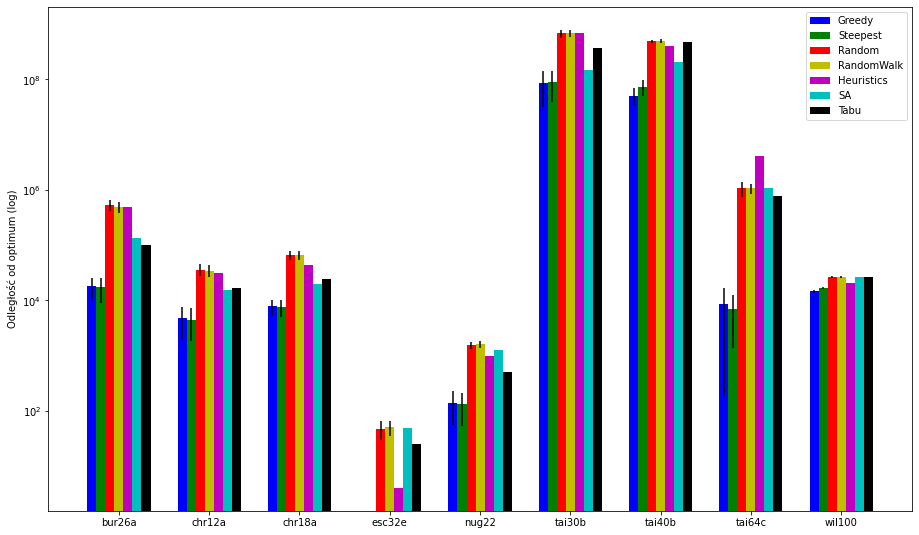 Greedy
Steepest
Random
RandomWalk
Heuristics
SA
Tabu
Odległość od optimum (log)
10^8
10^6
10^4
10^2
bur26a chr12a chr18a esc32e nug22 tai30b tai40b tai64c wil100